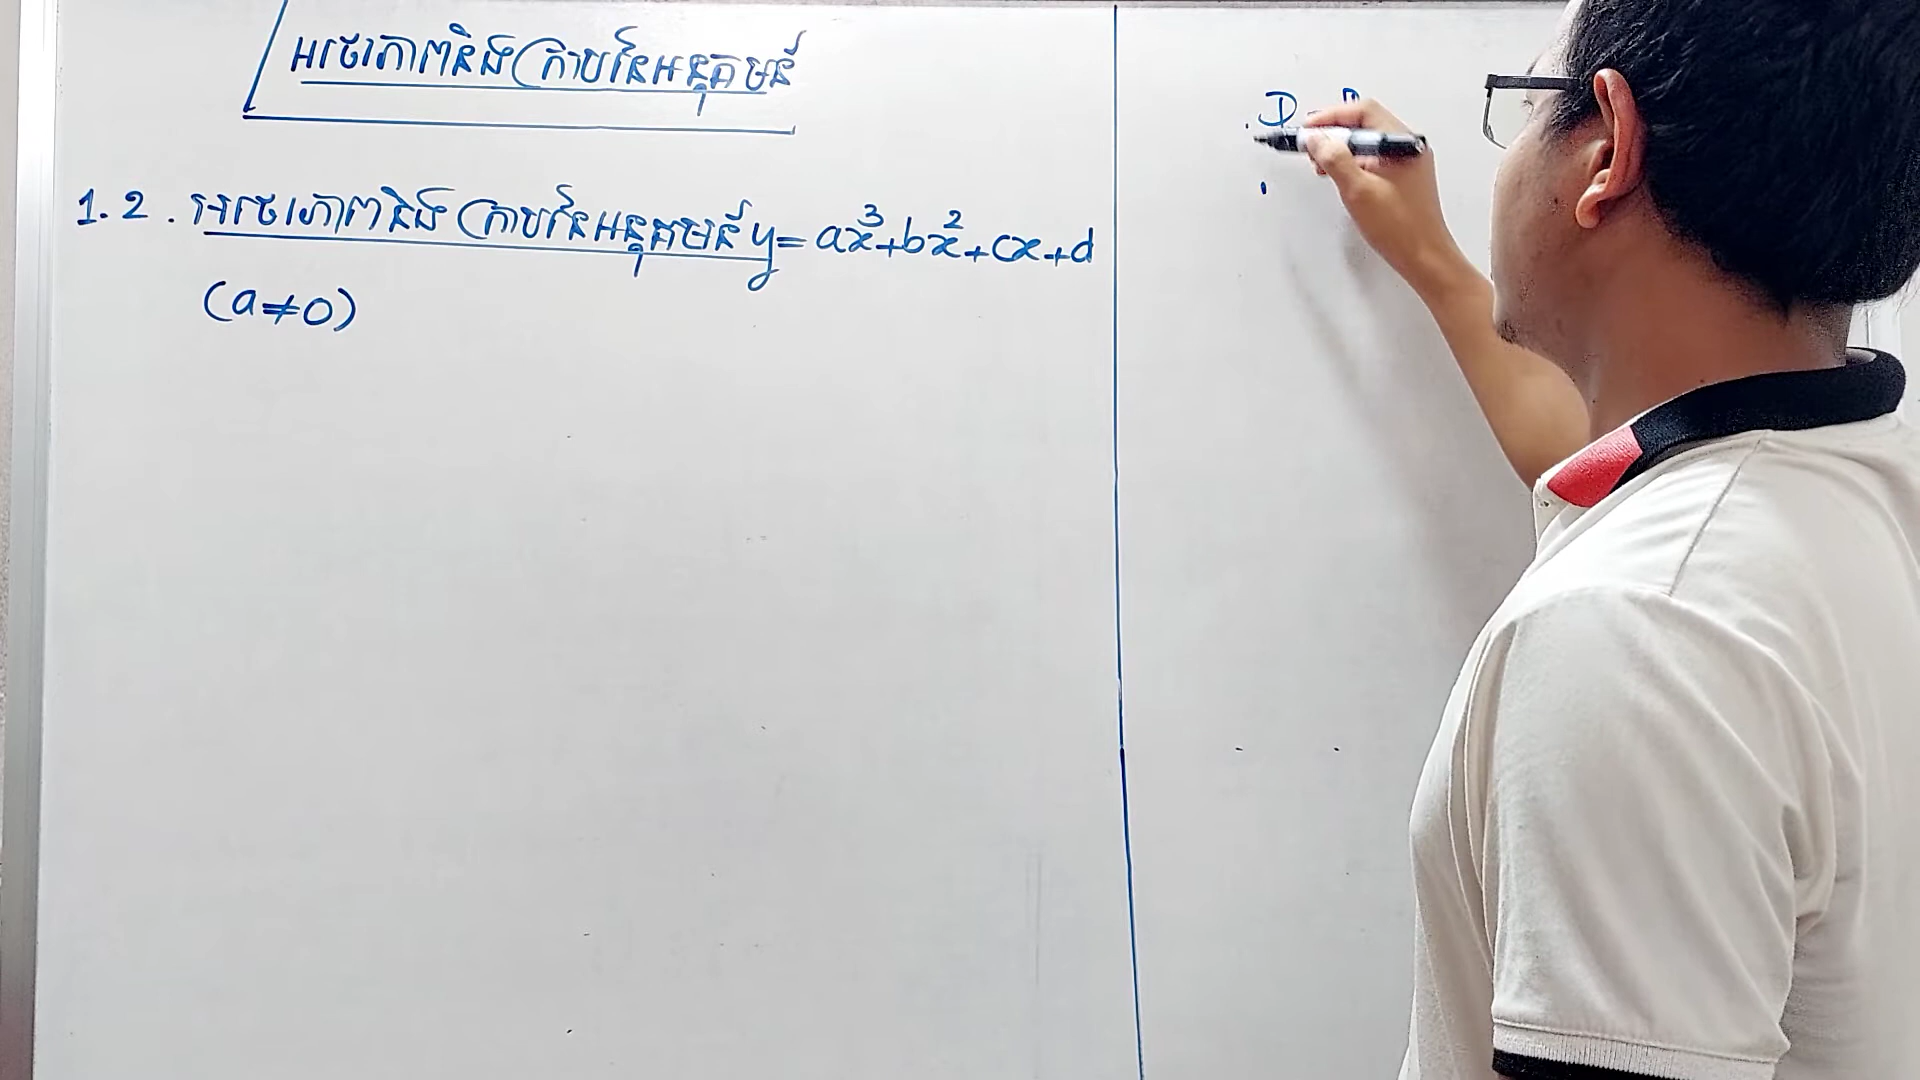 អថេរភាពនិងក្រាបនៃអនុគមន៍
1.2. អថេរភាពនិងក្រាបនៃអនុគមន៍ y = ax³+bx²+cx+d
(a≠0)
. D
.